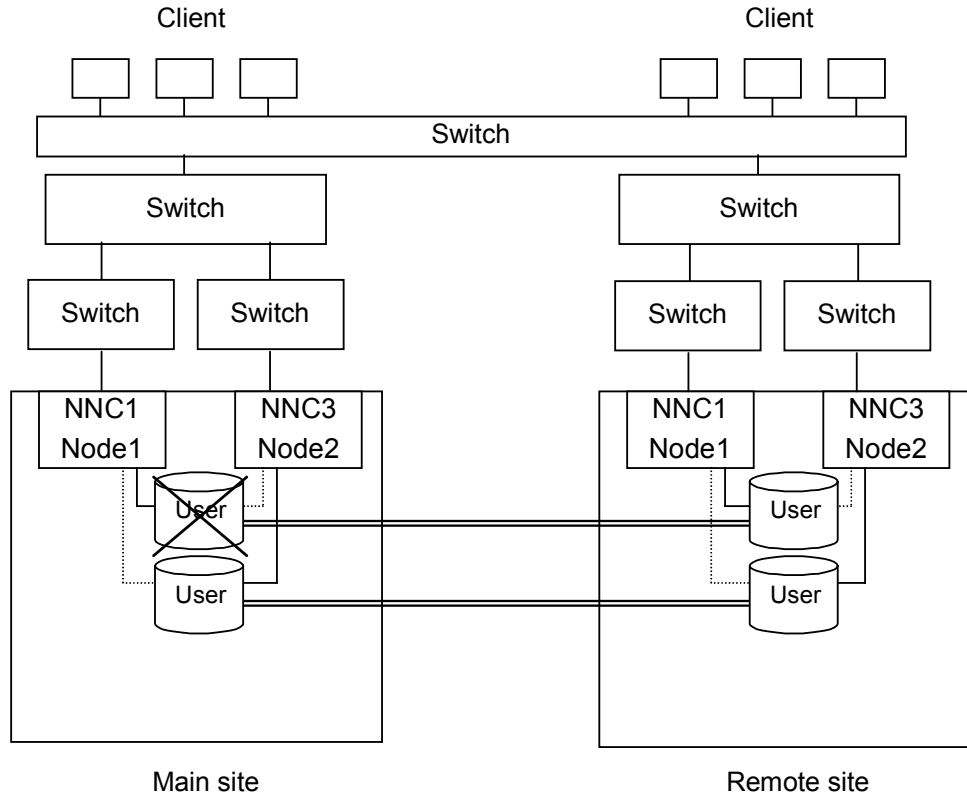 Client
Client
Switch
Switch
Switch
Switch
Switch
Switch
Switch
NNC1
Node1
NNC3
Node2
NNC1
Node1
NNC3
Node2
User
User
User
User
Main site
Remote site